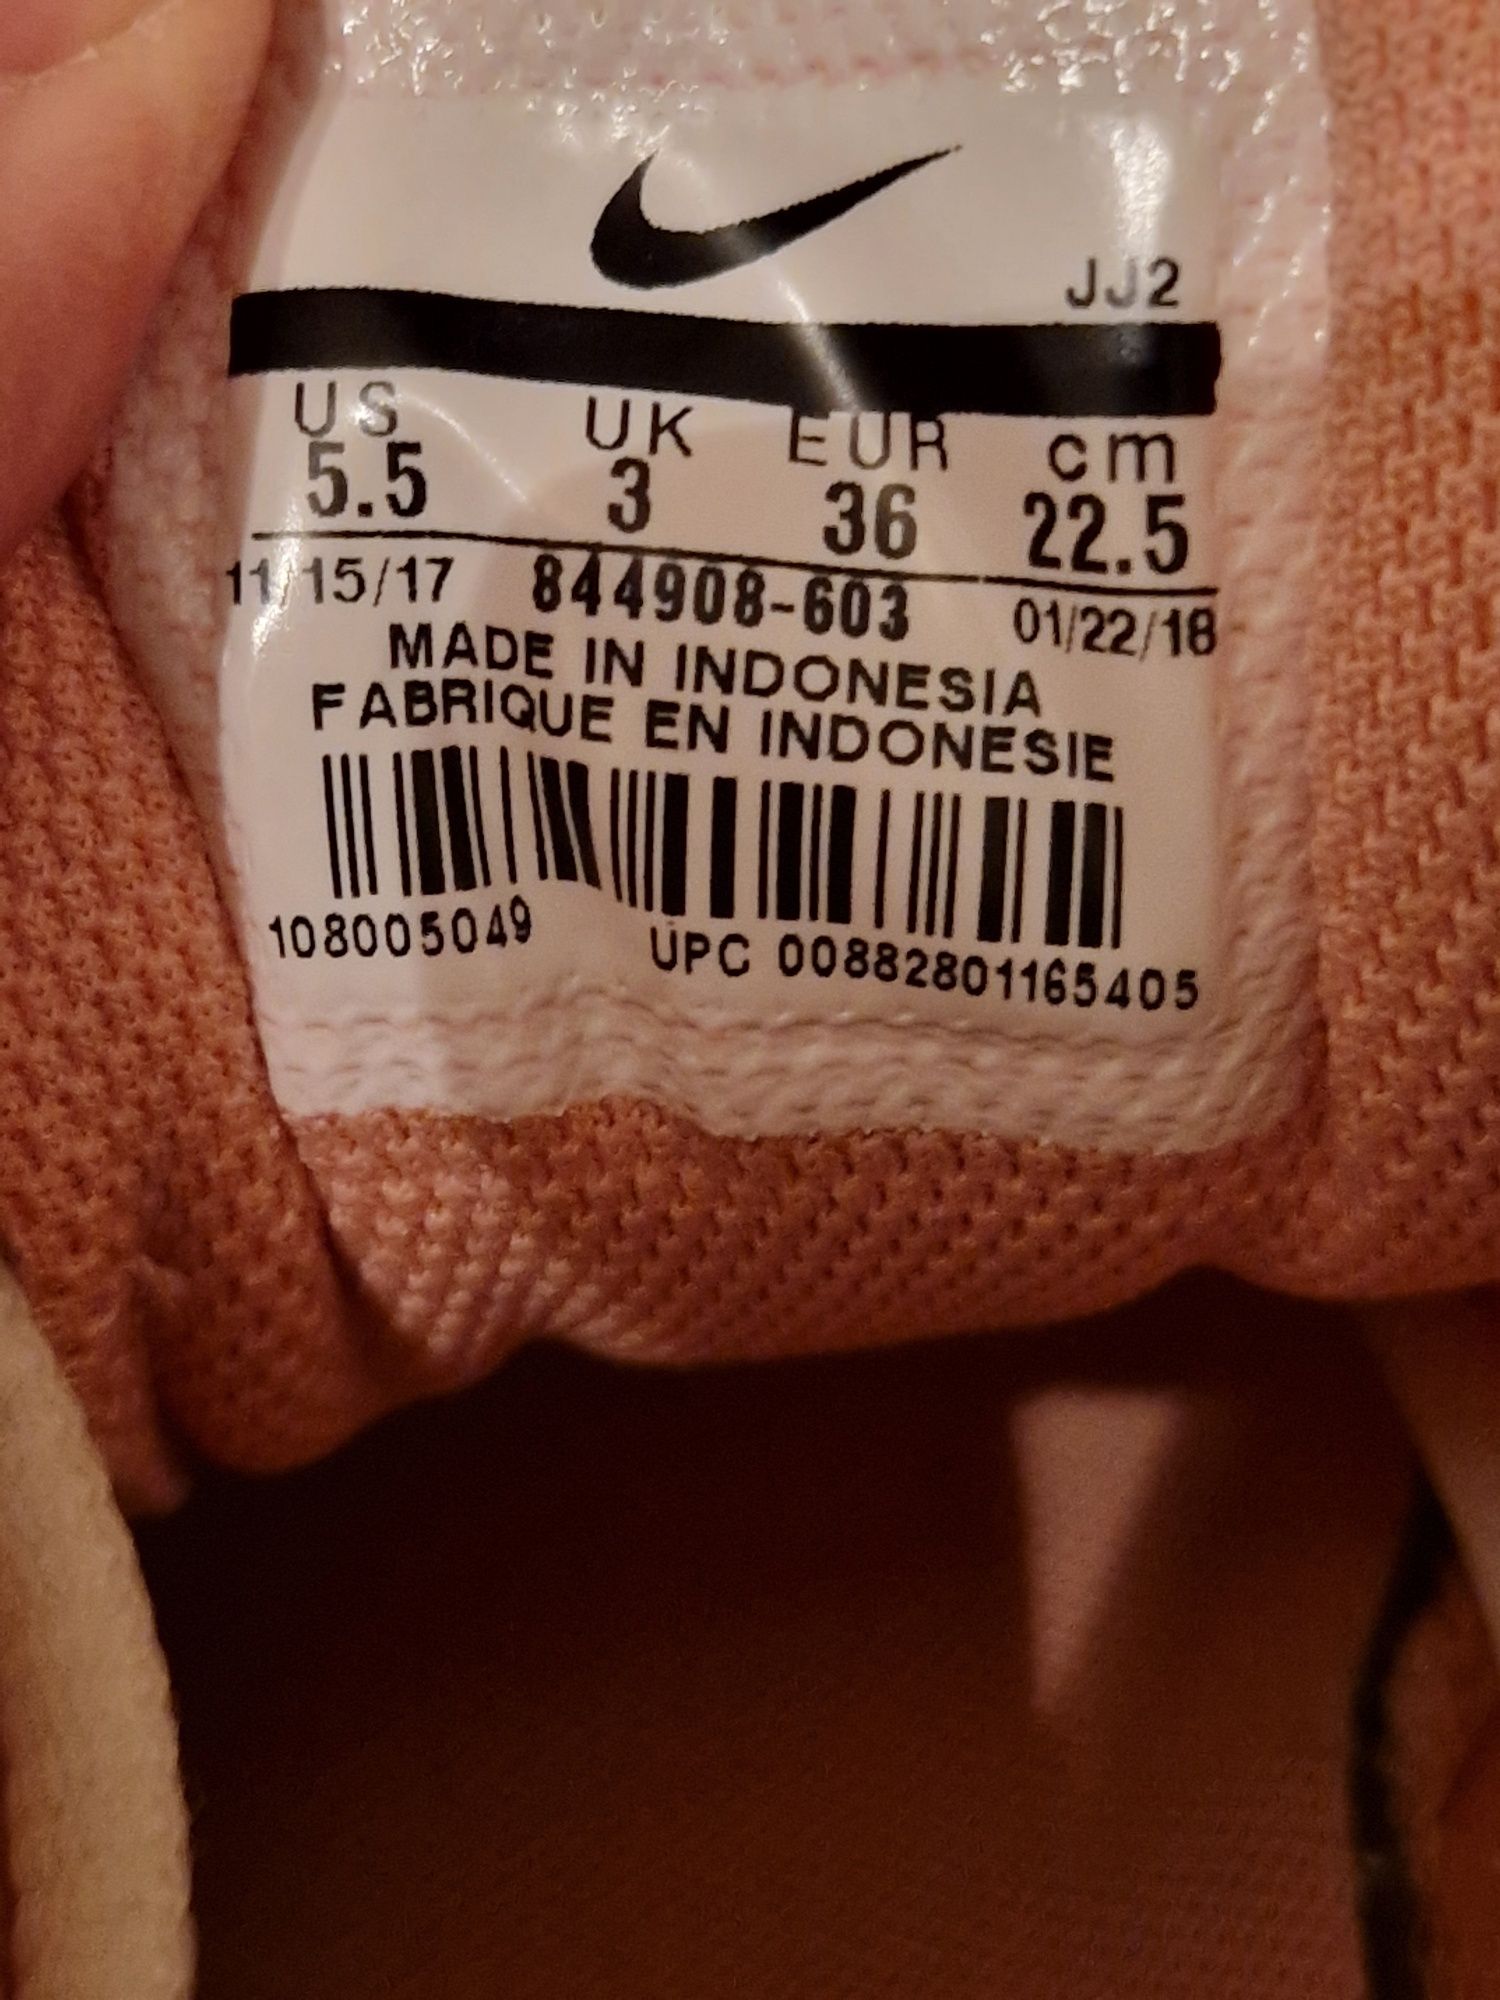 JJ2
US UK EUR cm
5.5 3 36 22.5
11/15/17 844908-603 01/22/18
MADE IN INDONESIA
FABRIQUE EN INDONESIE
108005049 UPC 00882801165405